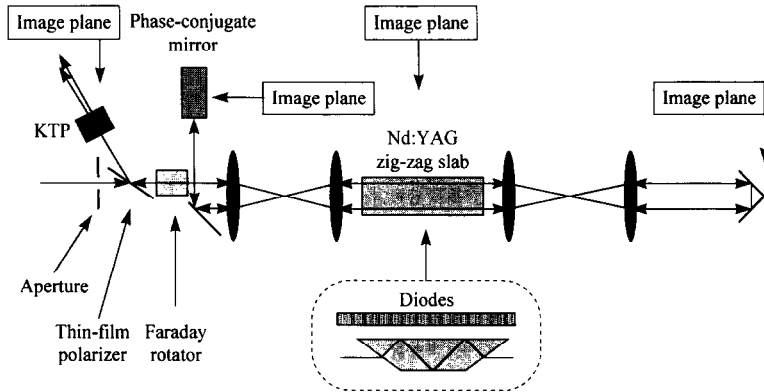 Image plane
Phase-conjugate
mirror
Image plane
Image plane
Image plane
KTP
Nd:YAG
zig-zag slab
Aperture
Thin-film
polarizer
Faraday
rotator
Diodes